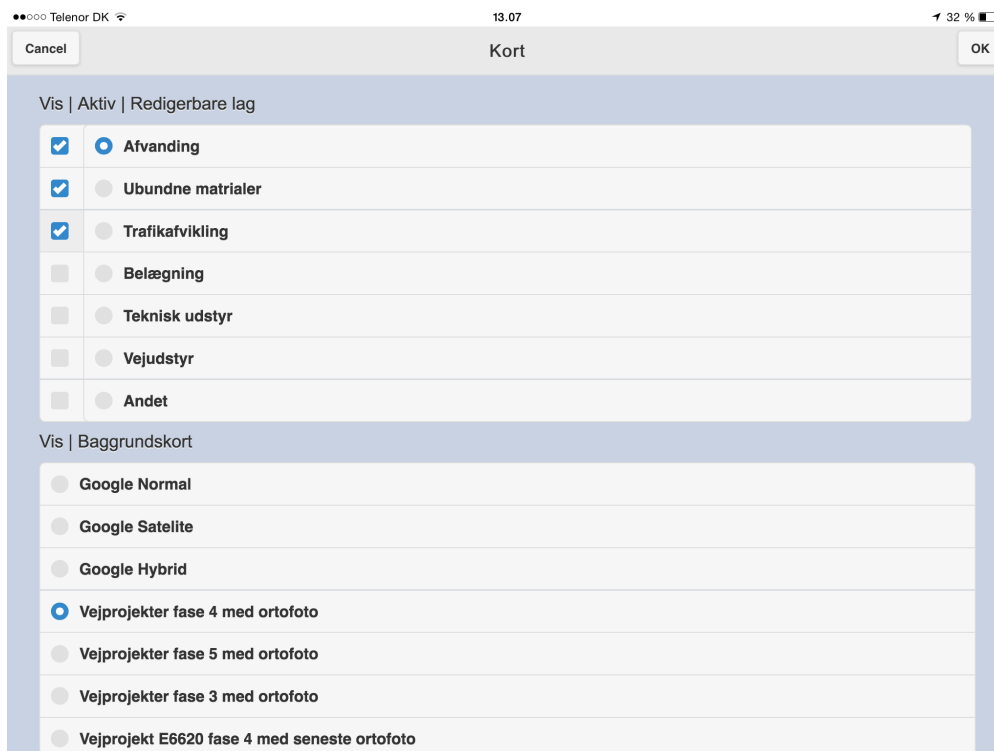 Telenor DK
13.07
32 %
Cancel
Kort
OK
Vis | Aktiv | Redigerbare lag
Afvanding
Ubundne matrialer
Trafikafvikling
Belægning
Teknisk udstyr
Vejudstyr
Andet
Vis | Baggrundskort
Google Normal
Google Satelite
Google Hybrid
Vejprojekter fase 4 med ortofoto
Vejprojekter fase 5 med ortofoto
Vejprojekter fase 3 med ortofoto
Vejprojekt E6620 fase 4 med seneste ortofoto